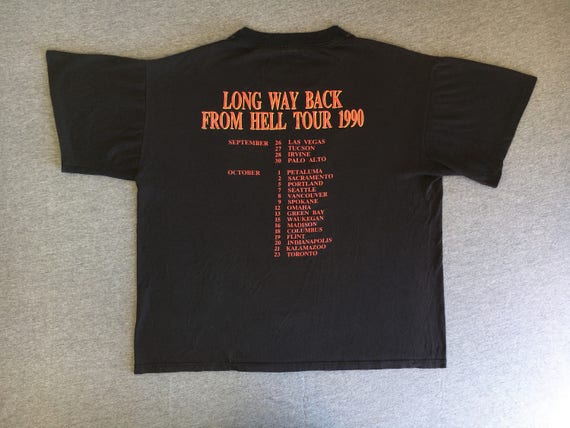 LONG WAY BACK
FROM HELL TOUR 1990
SEPTEMBER 26 LAS VEGAS
27 TUCSON
28 IRVINE
30 PALO ALTO
OCTOBER 1 PETALUMA
2 SACRAMENTO
5 PORTLAND
7 SEATTLE
8 VANCOUVER
9 SPOKANE
12 OMAHA
13 GREEN BAY
15 WAUKEGAN
16 MADISON
18 COLUMBUS
19 FLINT
20 INDIANAPOLIS
21 KALAMAZOO
23 TORONTO